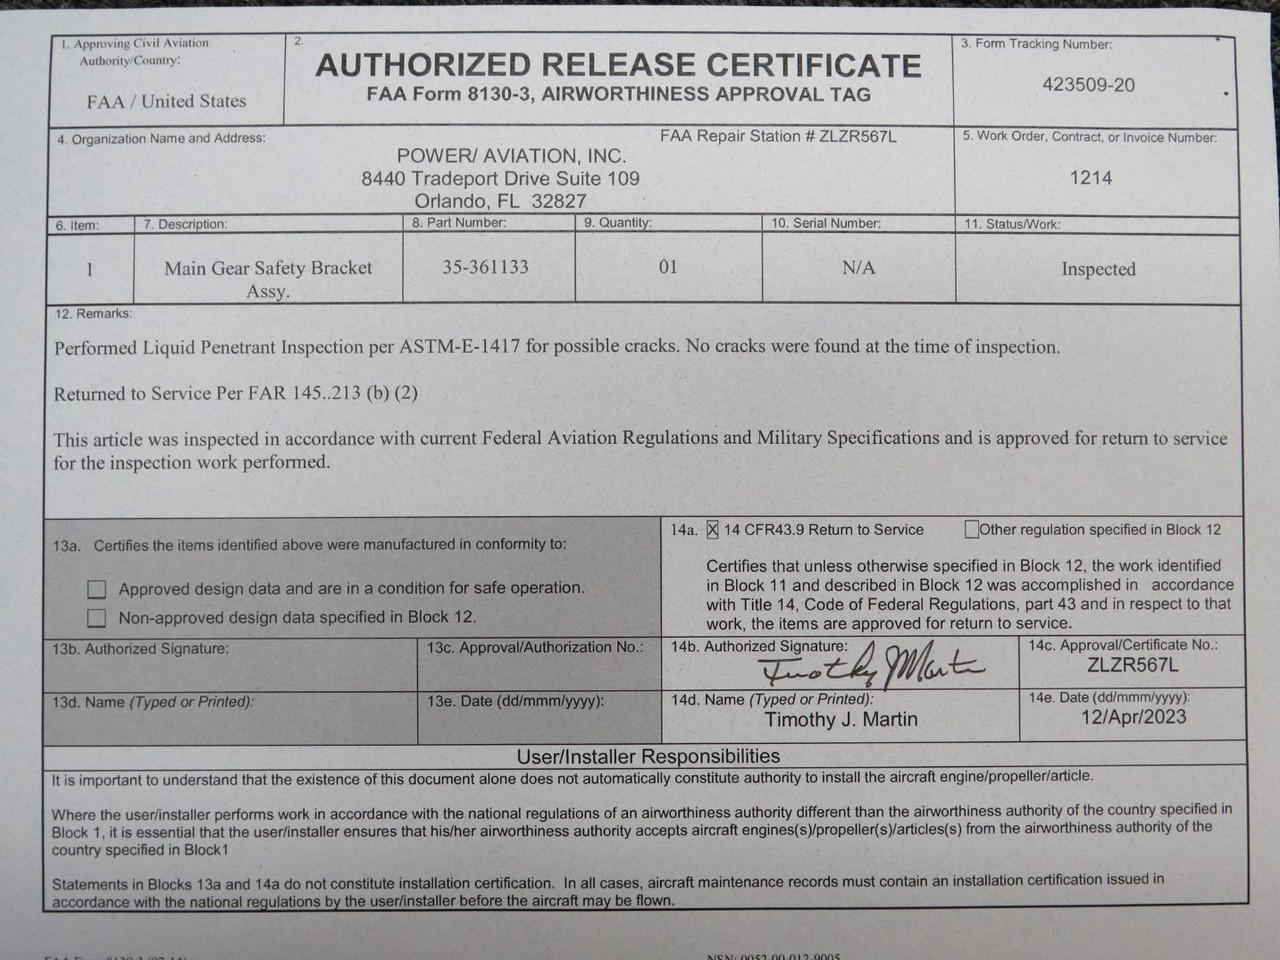 1. Approving Civil Aviation
Authority/Country:
FAA / United States
2.
AUTHORIZED RELEASE CERTIFICATE
FAA Form 8130-3, AIRWORTHINESS APPROVAL TAG
3. Form Tracking Number:
423509-20
4. Organization Name and Address:
FAA Repair Station # ZLZR567L
POWER/ AVIATION, INC.
8440 Tradeport Drive Suite 109
Orlando, FL 32827
5. Work Order, Contract, or Invoice Number:
1214
6. Item:
7. Description:
8. Part Number:
9. Quantity:
10. Serial Number:
11. Status/Work:
1
Main Gear Safety Bracket
Assy.
35-361133
01
N/A
Inspected
12. Remarks:
Performed Liquid Penetrant Inspection per ASTM-E-1417 for possible cracks. No cracks were found at the time of inspection.
Returned to Service Per FAR 145..213 (b) (2)
This article was inspected in accordance with current Federal Aviation Regulations and Military Specifications and is approved for return to service
for the inspection work performed.
13a. Certifies the items identified above were manufactured in conformity to:
Approved design data and are in a condition for safe operation.
Non-approved design data specified in Block 12.
14a. X 14 CFR43.9 Return to Service
Other regulation specified in Block 12
Certifies that unless otherwise specified in Block 12, the work identified
in Block 11 and described in Block 12 was accomplished in accordance
with Title 14, Code of Federal Regulations, part 43 and in respect to that
work, the items are approved for return to service.
13b. Authorized Signature:
13c. Approval/Authorization No.:
14b. Authorized Signature:
Timothy J Martin
14c. Approval/Certificate No.:
ZLZR567L
13d. Name (Typed or Printed):
13e. Date (dd/mmm/yyyy):
14d. Name (Typed or Printed):
Timothy J. Martin
14e. Date (dd/mmm/yyyy):
12/Apr/2023
User/Installer Responsibilities
It is important to understand that the existence of this document alone does not automatically constitute authority to install the aircraft engine/propeller/article.
Where the user/installer performs work in accordance with the national regulations of an airworthiness authority different than the airworthiness authority of the country specified in
Block 1, it is essential that the user/installer ensures that his/her airworthiness authority accepts aircraft engines(s)/propeller(s)/articles(s) from the airworthiness authority of the
country specified in Block1
Statements in Blocks 13a and 14a do not constitute installation certification. In all cases, aircraft maintenance records must contain an installation certification issued in
accordance with the national regulations by the user/installer before the aircraft may be flown.
NSN: 0052-00-012-9005